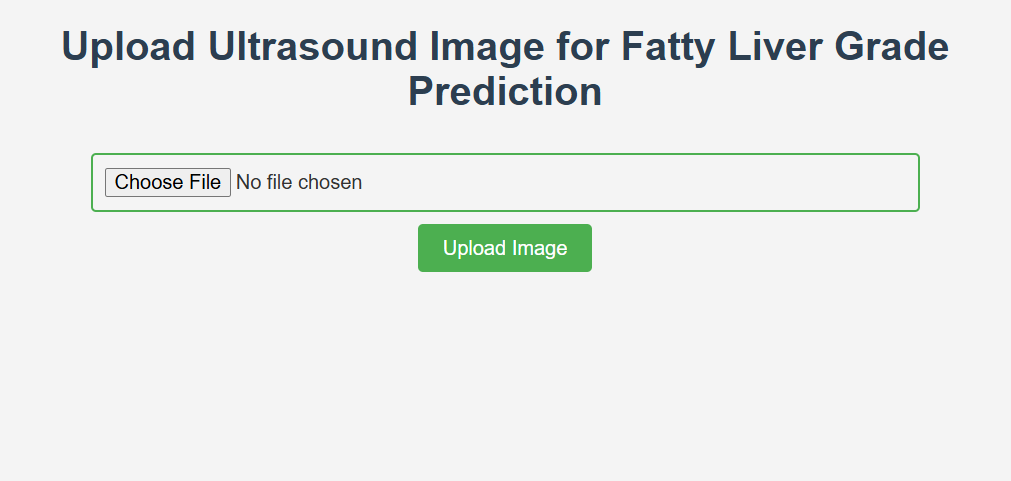 Upload Ultrasound Image for Fatty Liver Grade
Prediction
Choose File No file chosen
Upload Image